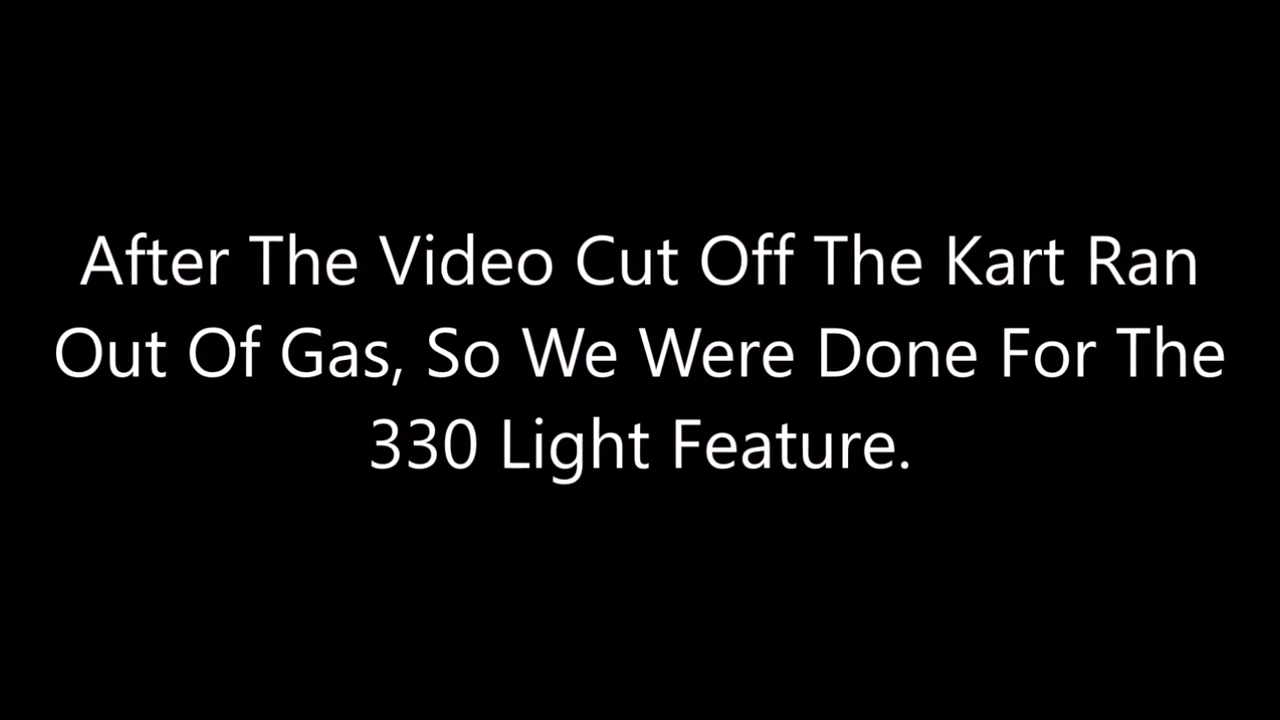 After The Video Cut Off The Kart Ran
Out Of Gas, So We Were Done For The
330 Light Feature.